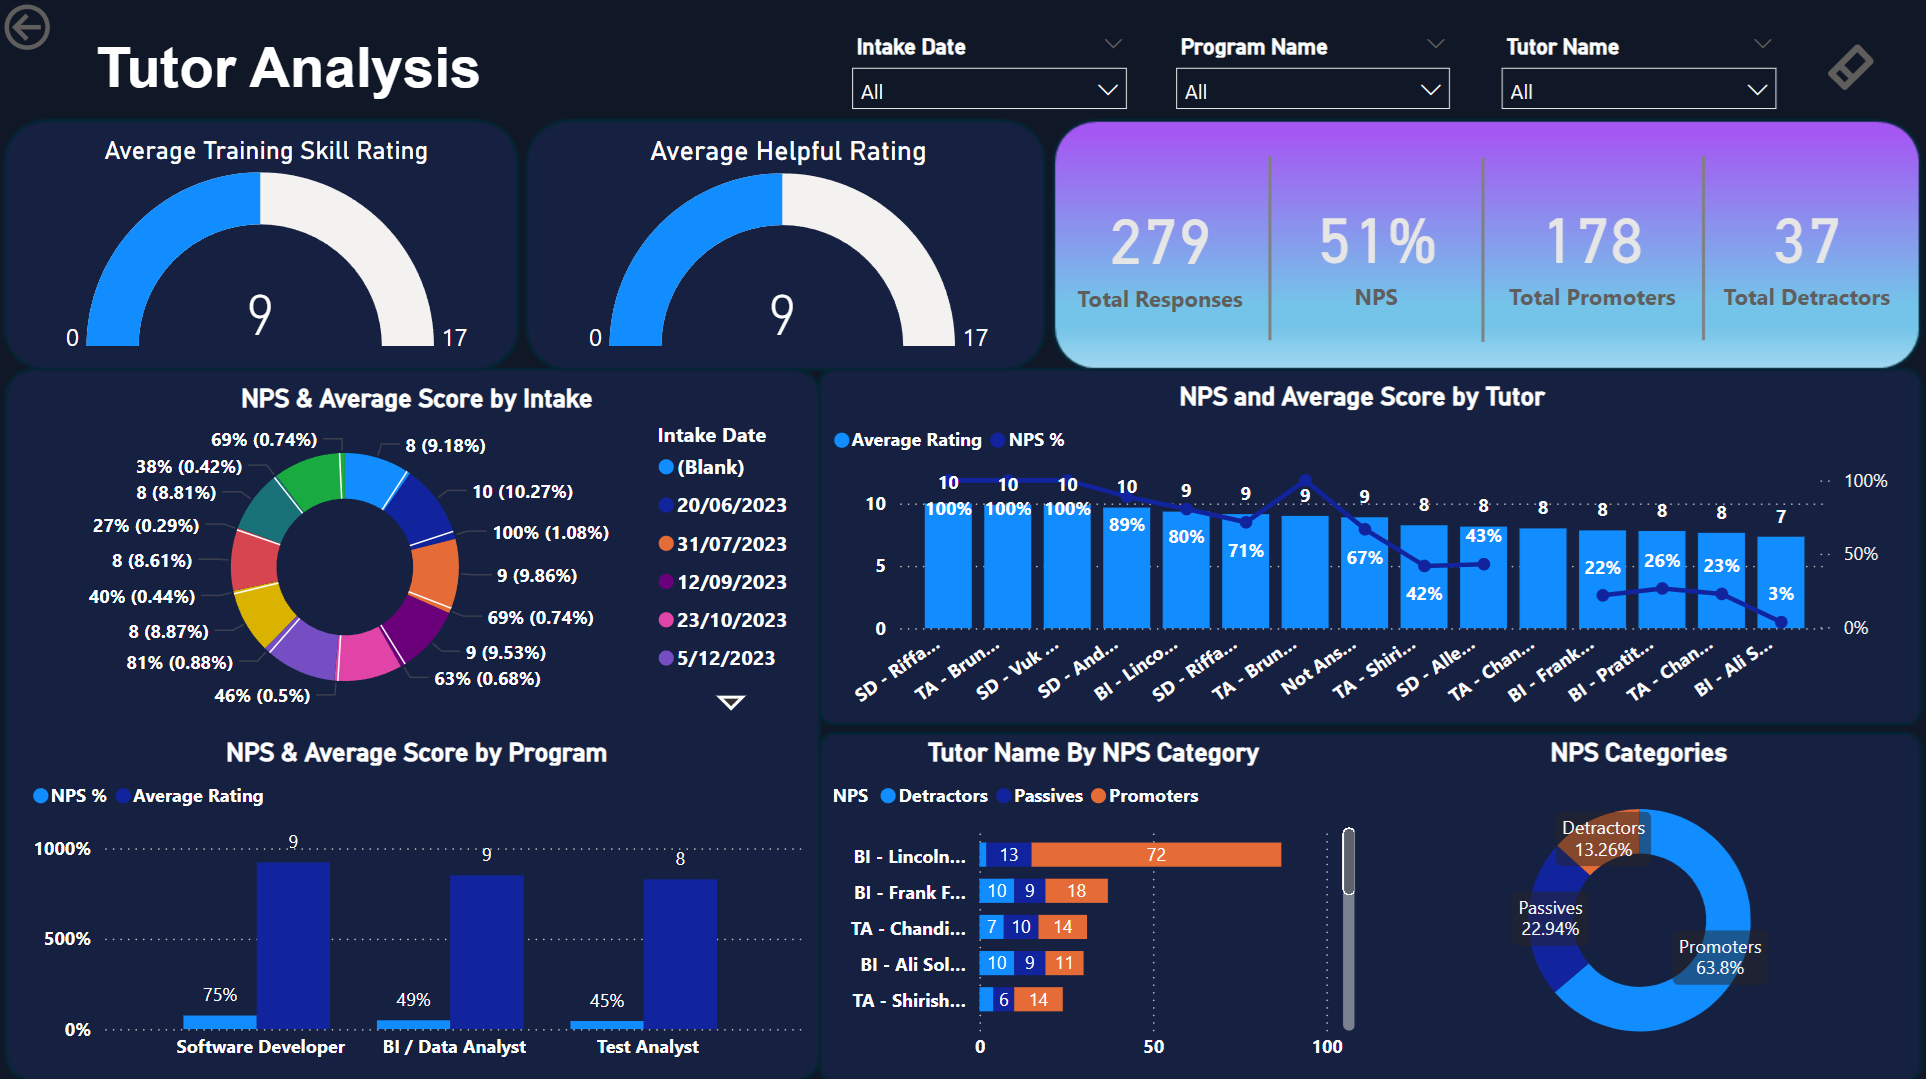 Tutor Analysis
Intake Date
All
Program Name
All
Tutor Name
All
Average Training Skill Rating
9
0
17
Average Helpful Rating
9
0
17
279
Total Responses
51%
NPS
178
Total Promoters
37
Total Detractors
NPS & Average Score by Intake
69% (0.74%)
8 (9.18%)
38% (0.42%)
10 (10.27%)
8 (8.81%)
27% (0.29%)
100% (1.08%)
8 (8.61%)
9 (9.86%)
40% (0.44%)
69% (0.74%)
8 (8.87%)
9 (9.53%)
81% (0.88%)
63% (0.68%)
46% (0.5%)
Intake Date
(Blank)
20/06/2023
31/07/2023
12/09/2023
23/10/2023
5/12/2023
NPS and Average Score by Tutor
Average Rating NPS %
10 10 10 10 9 9 9 9 8 8 8 8 8 8 7
100% 100% 100% 89% 80% 71% 67% 42% 43% 22% 26% 23% 3%
10
5
0
100%
50%
0%
SD - Riffa...
TA - Brun...
SD - Vuk ...
SD - And...
BI - Linco...
SD - Riffa...
TA - Brun...
Not Ans...
TA - Shiri...
SD - Alle...
TA - Chan...
BI - Frank...
BI - Pratit...
TA - Chan...
BI - Ali S...
NPS & Average Score by Program
NPS % Average Rating
1000%
500%
0%
75% 9
49% 9
45% 8
Software Developer
BI / Data Analyst
Test Analyst
Tutor Name By NPS Category
NPS Detractors Passives Promoters
BI - Lincoln... 13 72
BI - Frank F... 10 9 18
TA - Chandi... 7 10 14
BI - Ali Sol... 10 9 11
TA - Shirish... 6 14
0 50 100
NPS Categories
Detractors
13.26%
Passives
22.94%
Promoters
63.8%